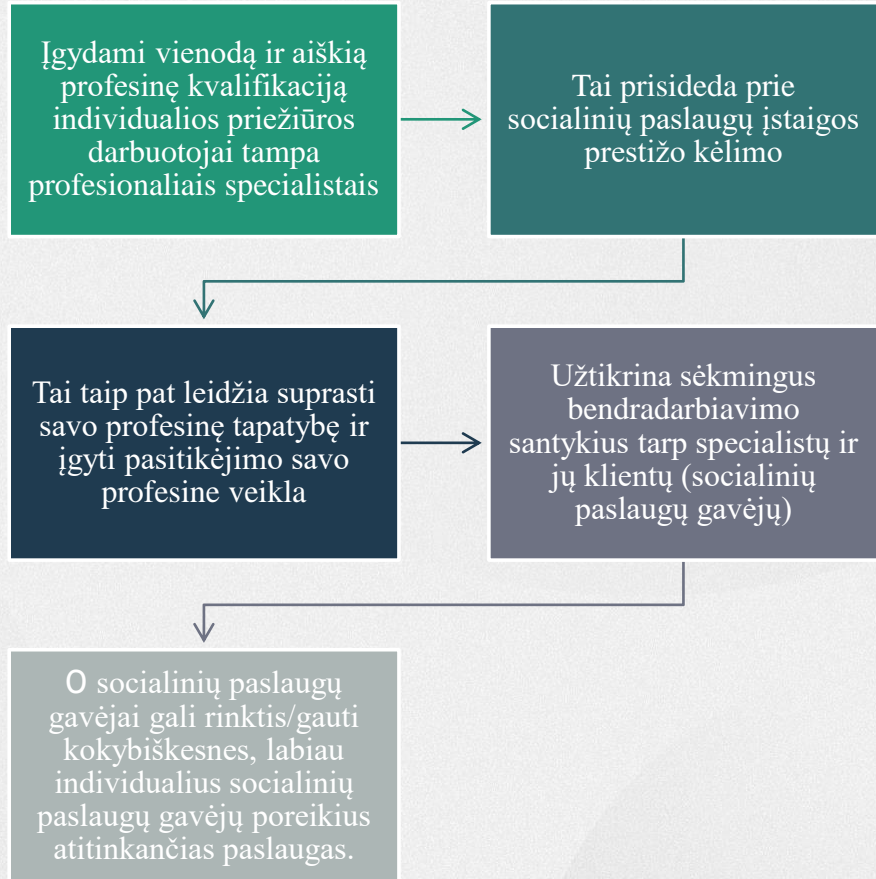 Įgydami vienodą ir aiškią
profesinę kvalifikaciją
individualios priežiūros
darbuotojai tampa
profesionaliais specialistais
Tai prisideda prie
socialinių paslaugų įstaigos
prestižo kėlimo
Tai taip pat leidžia suprasti
savo profesinę tapatybę ir
įgyti pasitikėjimo savo
profesine veikla
Užtikrina sėkmingus
bendradarbiavimo
santykius tarp specialistų ir
jų klientų (socialinių
paslaugų gavėjų)
O socialinių paslaugų
gavėjai gali rinktis/gauti
kokybiškesnes, labiau
individualius socialinių
paslaugų gavėjų poreikius
atitinkančias paslaugas.